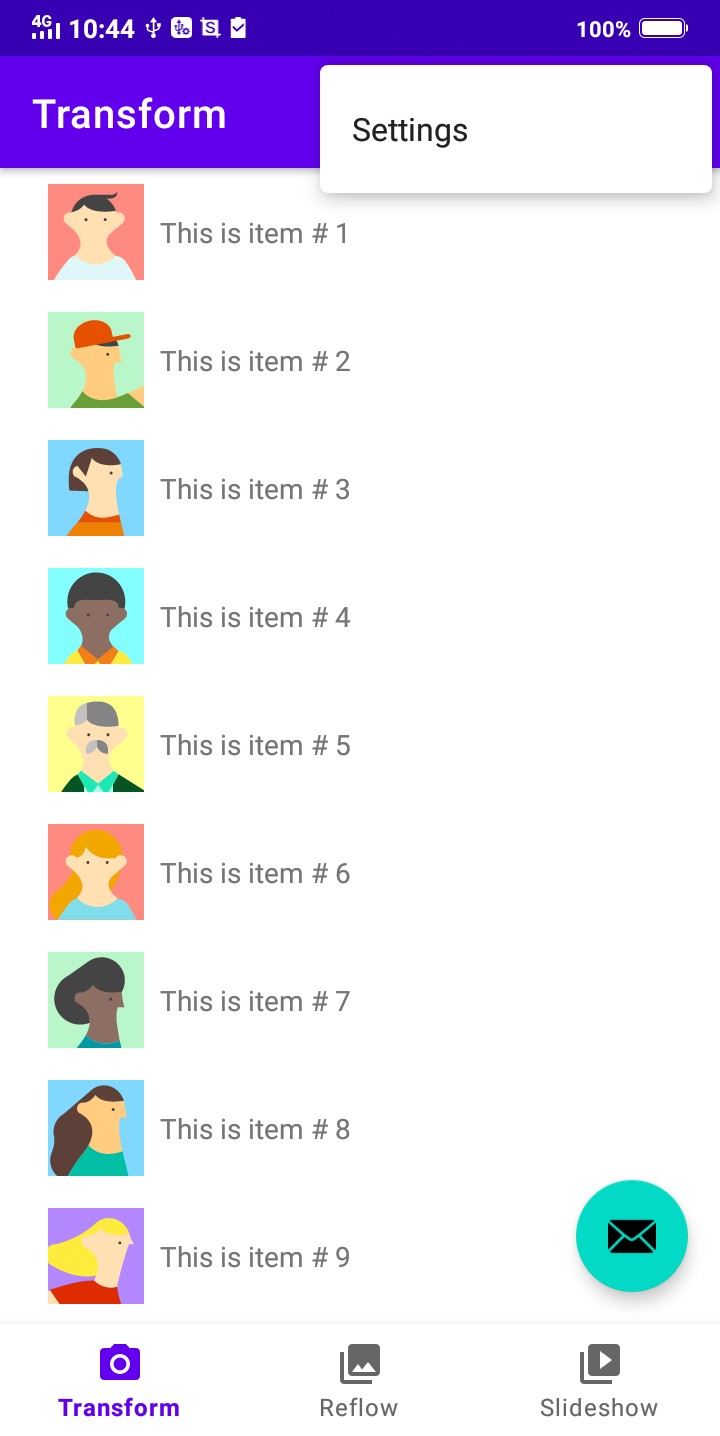 4G 10:44 100%
Transform
Settings
This is item # 1
This is item # 2
This is item # 3
This is item # 4
This is item # 5
This is item # 6
This is item # 7
This is item # 8
This is item # 9
Transform Reflow Slideshow